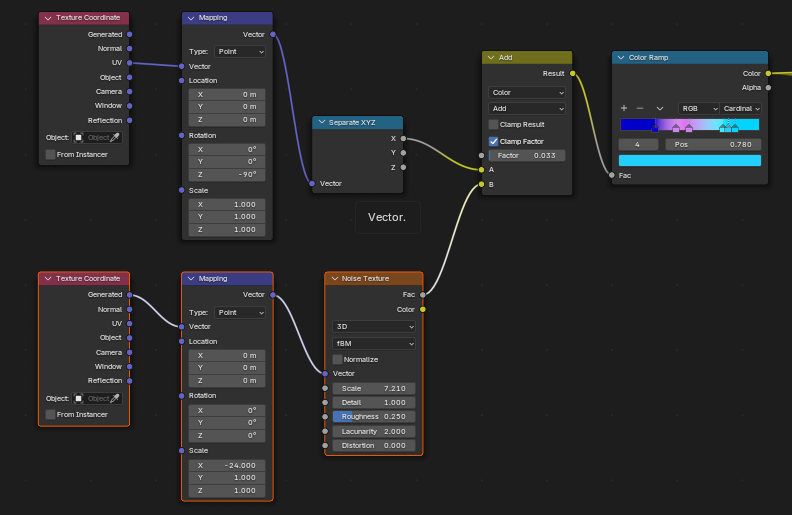 Texture Coordinate
Generated
Normal
UV
Object
Camera
Window
Reflection
Object: Object
From Instancer
Mapping
Vector
Type: Point
Vector
Location
X 0 m
Y 0 m
Z 0 m
Rotation
X 0°
Y 0°
Z -90°
Scale
X 1.000
Y 1.000
Z 1.000
Separate XYZ
X
Y
Z
Vector
Vector.
Add
Result
Color
Add
Clamp Result
Clamp Factor
Factor 0.033
A
B
Color Ramp
Color
Alpha
RGB Cardinal
4 Pos 0.780
Fac
Texture Coordinate
Generated
Normal
UV
Object
Camera
Window
Reflection
Object: Object
From Instancer
Mapping
Vector
Type: Point
Vector
Location
X 0 m
Y 0 m
Z 0 m
Rotation
X 0°
Y 0°
Z 0°
Scale
X -24.000
Y 1.000
Z 1.000
Noise Texture
Fac
Color
3D
fBM
Normalize
Vector
Scale 7.210
Detail 1.000
Roughness 0.250
Lacunarity 2.000
Distortion 0.000